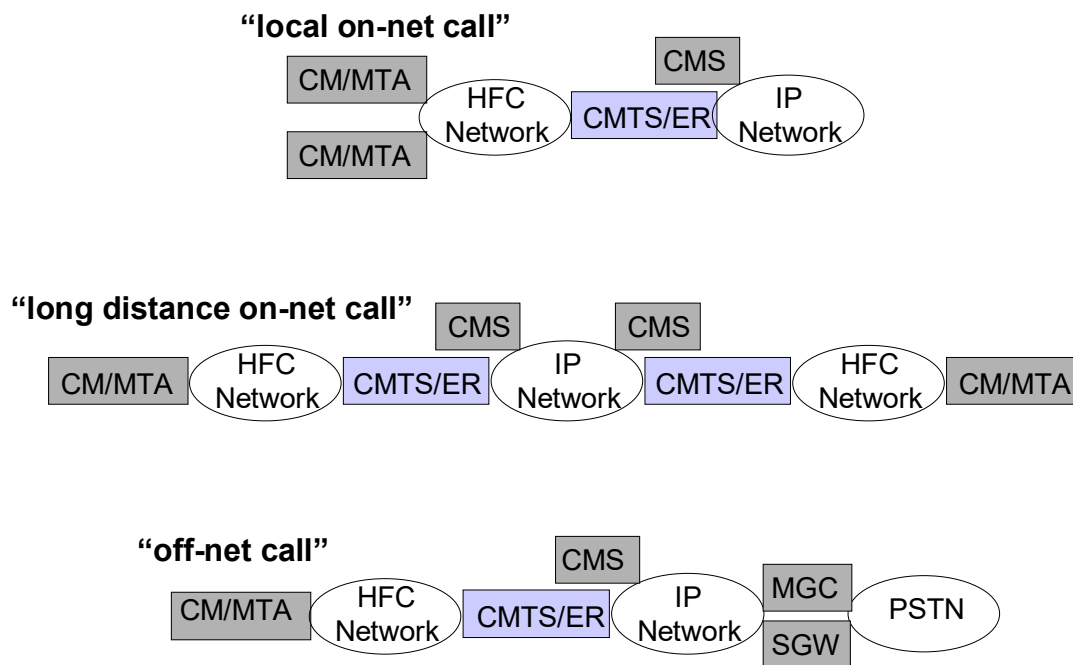 “local on-net call”
CMS
CM/MTA
HFC
Network
CMTS/ER
IP
Network
CM/MTA
“long distance on-net call”
CMS
CMS
CM/MTA
HFC
Network
CMTS/ER
IP
Network
CMTS/ER
HFC
Network
CM/MTA
“off-net call”
CMS
CM/MTA
HFC
Network
CMTS/ER
IP
Network
MGC
SGW
PSTN